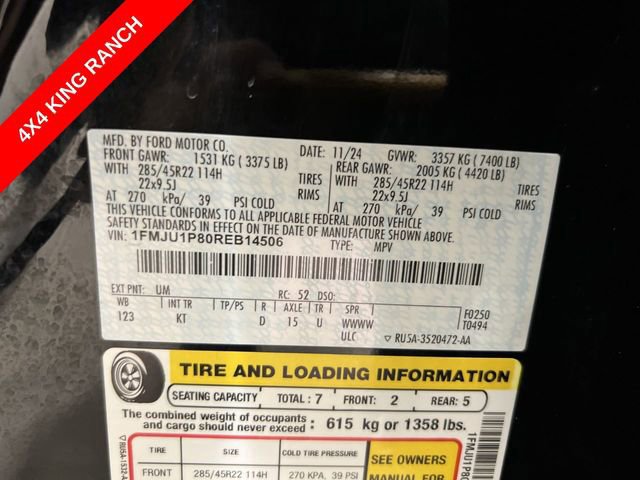 4X4 KING RANCH
MFD. BY FORD MOTOR CO. DATE: 11/24 GVWR: 3357 KG (7400 LB)
FRONT GAWR: 1531 KG (3375 LB) REAR GAWR: 2005 KG (4420 LB)
WITH 285/45R22 114H TIRES WITH 285/45R22 114H TIRES
22x9.5J RIMS 22x9.5J RIMS
AT 270 kPa/ 39 PSI COLD AT 270 kPa/ 39 PSI COLD
THIS VEHICLE CONFORMS TO ALL APPLICABLE FEDERAL MOTOR VEHICLE
SAFETY STANDARDS IN EFFECT ON THE DATE OF MANUFACTURE SHOWN ABOVE.
VIN: 1FMJU1P80REB14506 TYPE: MPV
EXT PNT: UM RC: 52 DSO:
WB INT TR TP/PS R AXLE TR SPR F0250
123 KT D 15 U WWWW T0494
ULC ▽ RU5A-3520472-AA
TIRE AND LOADING INFORMATION
SEATING CAPACITY TOTAL : 7 FRONT: 2 REAR: 5
The combined weight of occupants
and cargo should never exceed : 615 kg or 1358 lbs.
TIRE SIZE COLD TIRE PRESSURE SEE OWNERS
FRONT 285/45R22 114H 270 KPA, 39 PSI MANUAL FOR